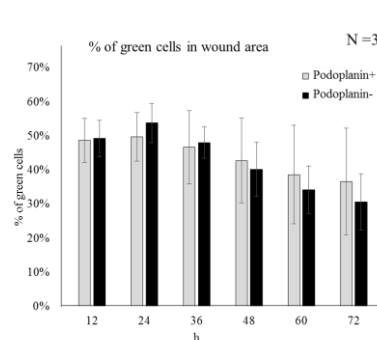 % of green cells in wound area
N =3
Podoplanin+
Podoplanin-
% of green cells
70%
60%
50%
40%
30%
20%
10%
0%
12 24 36 48 60 72
h